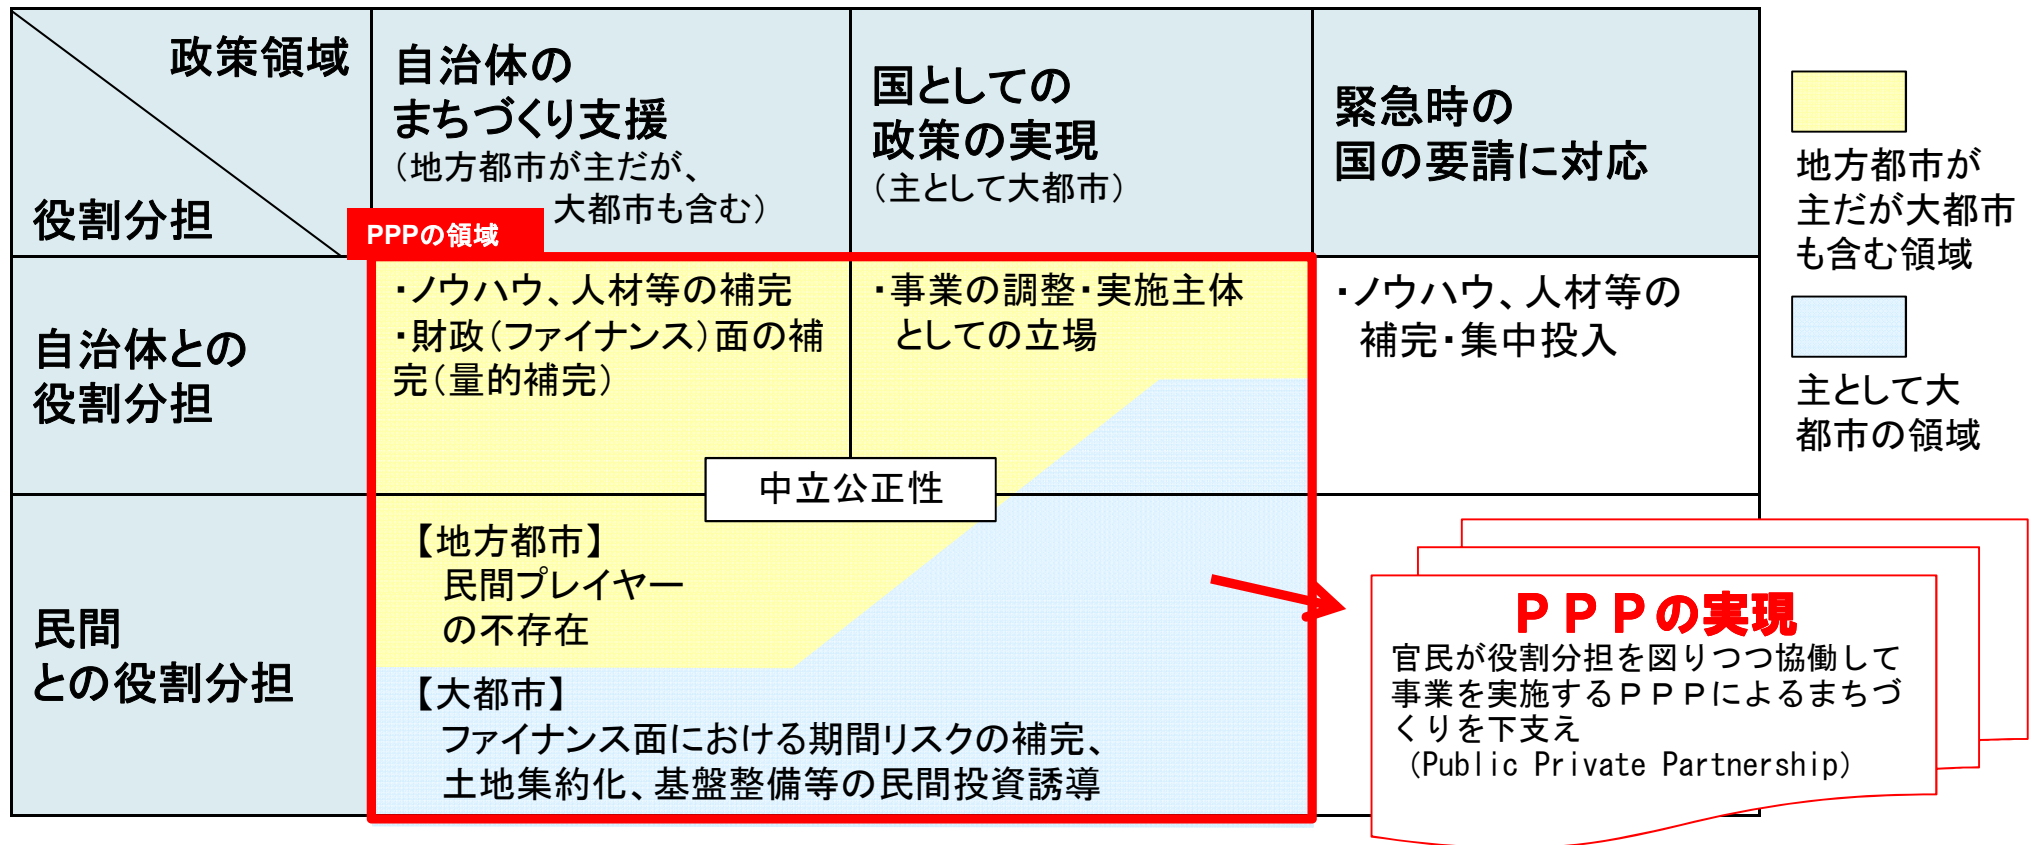 政策領域
役割分担
自治体の
まちづくり支援
（地方都市が主だが、
大都市も含む）
国としての
政策の実現
（主として大都市）
緊急時の
国の要請に対応
PPPの領域
自治体との
役割分担
・ノウハウ、人材等の補完
・財政（ファイナンス）面の補
完（量的補完）
・事業の調整・実施主体
としての立場
・ノウハウ、人材等の
補完・集中投入
中立公正性
民間
との役割分担
【地方都市】
民間プレイヤー
の不存在
【大都市】
ファイナンス面における期間リスクの補完、
土地集約化、基盤整備等の民間投資誘導
ＰＰＰの実現
官民が役割分担を図りつつ協働して
事業を実施するＰＰＰによるまちづ
くりを下支え
（Public Private Partnership）
地方都市が
主だが大都市
も含む領域
主として大
都市の領域